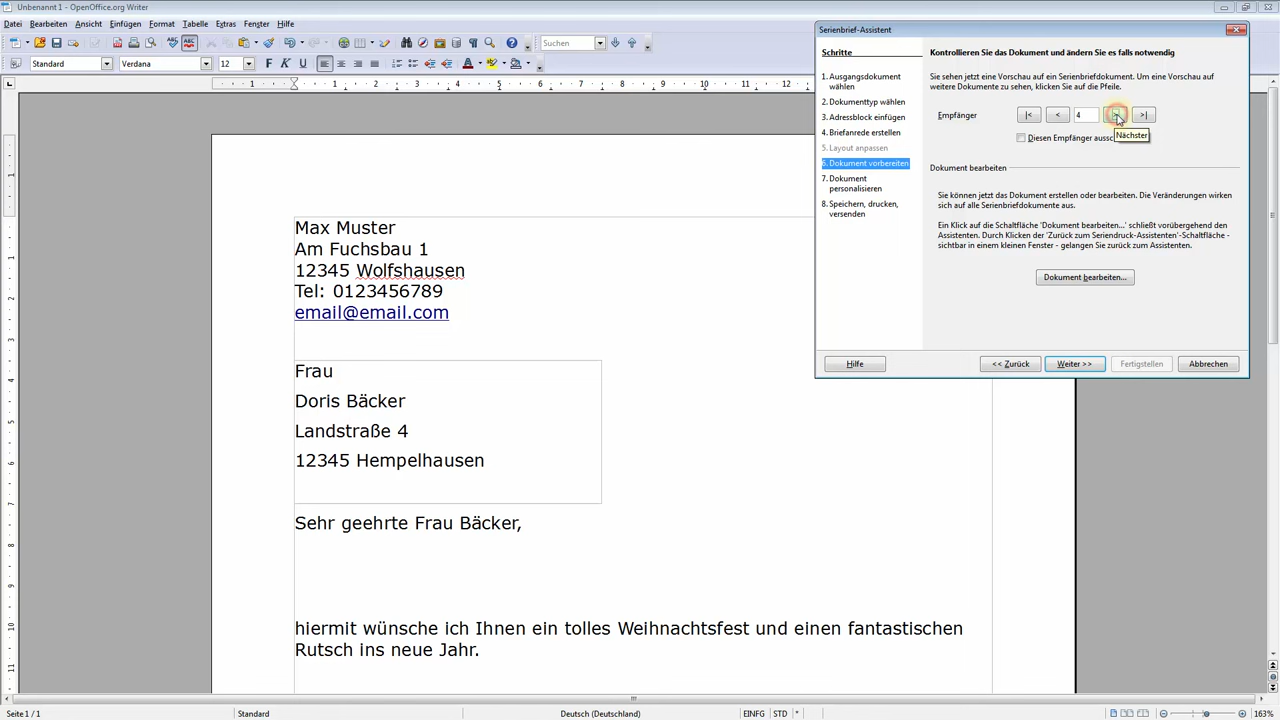 Unbenannt 1 - OpenOffice.org Writer
Datei Bearbeiten Ansicht Einfügen Format Tabelle Extras Fenster Hilfe
Suchen
Standard Verdana 12 F K U
Serienbrief-Assistent
Schritte
1. Ausgangsdokument
wählen
2. Dokumenttyp wählen
3. Adressblock einfügen
4. Briefanrede erstellen
5. Layout anpassen
6. Dokument vorbereiten
7. Dokument
personalisieren
8. Speichern, drucken,
versenden
Kontrollieren Sie das Dokument und ändern Sie es falls notwendig
Sie sehen jetzt eine Vorschau auf ein Serienbriefdokument. Um eine Vorschau auf
weitere Dokumente zu sehen, klicken Sie auf die Pfeile.
Empfänger |< < 4 > >|
Diesen Empfänger aussc
Nächster
Dokument bearbeiten
Sie können jetzt das Dokument erstellen oder bearbeiten. Die Veränderungen wirken
sich auf alle Serienbriefdokumente aus.
Ein Klick auf die Schaltfläche 'Dokument bearbeiten...' schließt vorübergehend den
Assistenten. Durch Klicken der 'Zurück zum Seriendruck-Assistenten'-Schaltfläche -
sichtbar in einem kleinen Fenster - gelangen Sie zurück zum Assistenten.
Dokument bearbeiten...
Hilfe << Zurück Weiter >> Fertigstellen Abbrechen
Max Muster
Am Fuchsbau 1
12345 Wolfshausen
Tel: 0123456789
email@email.com
Frau
Doris Bäcker
Landstraße 4
12345 Hempelhausen
Sehr geehrte Frau Bäcker,
hiermit wünsche ich Ihnen ein tolles Weihnachtsfest und einen fantastischen
Rutsch ins neue Jahr.
Seite 1 / 1 Standard Deutsch (Deutschland) EINFG STD * 163%